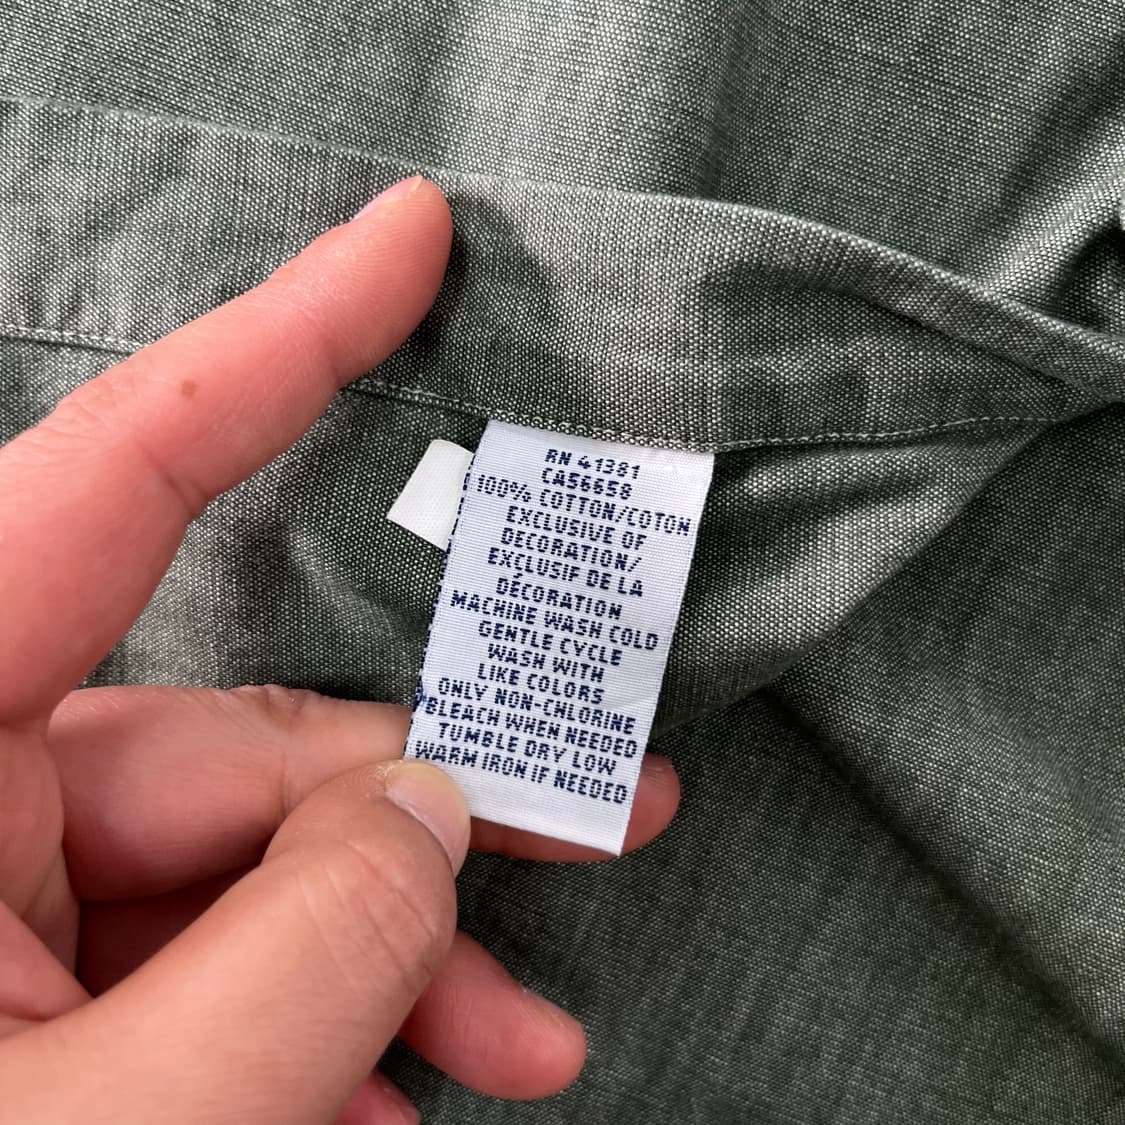 RN 41381
CA56658
100% COTTON/COTON
EXCLUSIVE OF
DECORATION/
EXCLUSIF DE LA
DÉCORATION
MACHINE WASH COLD
GENTLE CYCLE
WASH WITH
LIKE COLORS
ONLY NON-CHLORINE
BLEACH WHEN NEEDED
TUMBLE DRY LOW
WARM IRON IF NEEDED